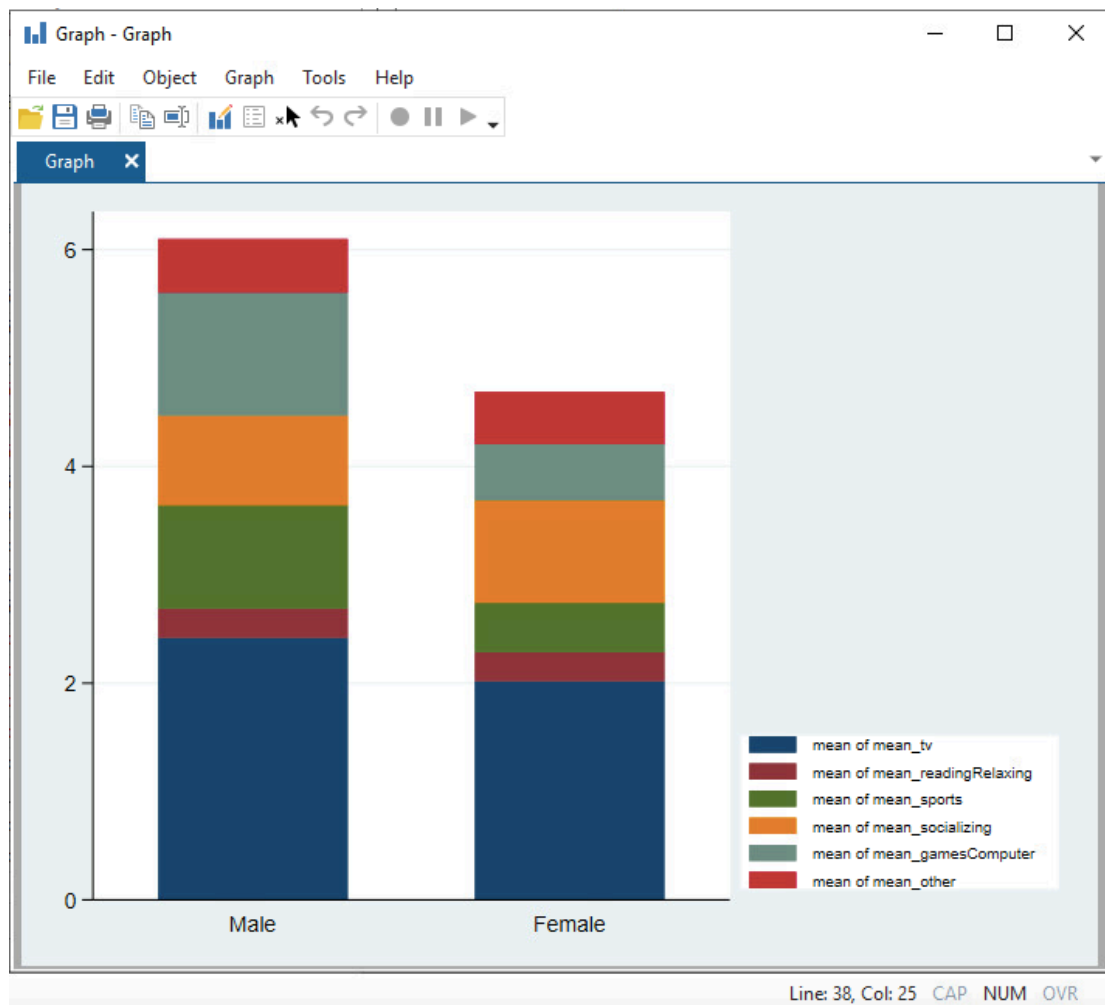 Graph - Graph
File Edit Object Graph Tools Help
Graph
6
4
2
0
Male Female
mean of mean_tv
mean of mean_readingRelaxing
mean of mean_sports
mean of mean_socializing
mean of mean_gamesComputer
mean of mean_other
Line: 38, Col: 25 CAP NUM OVR